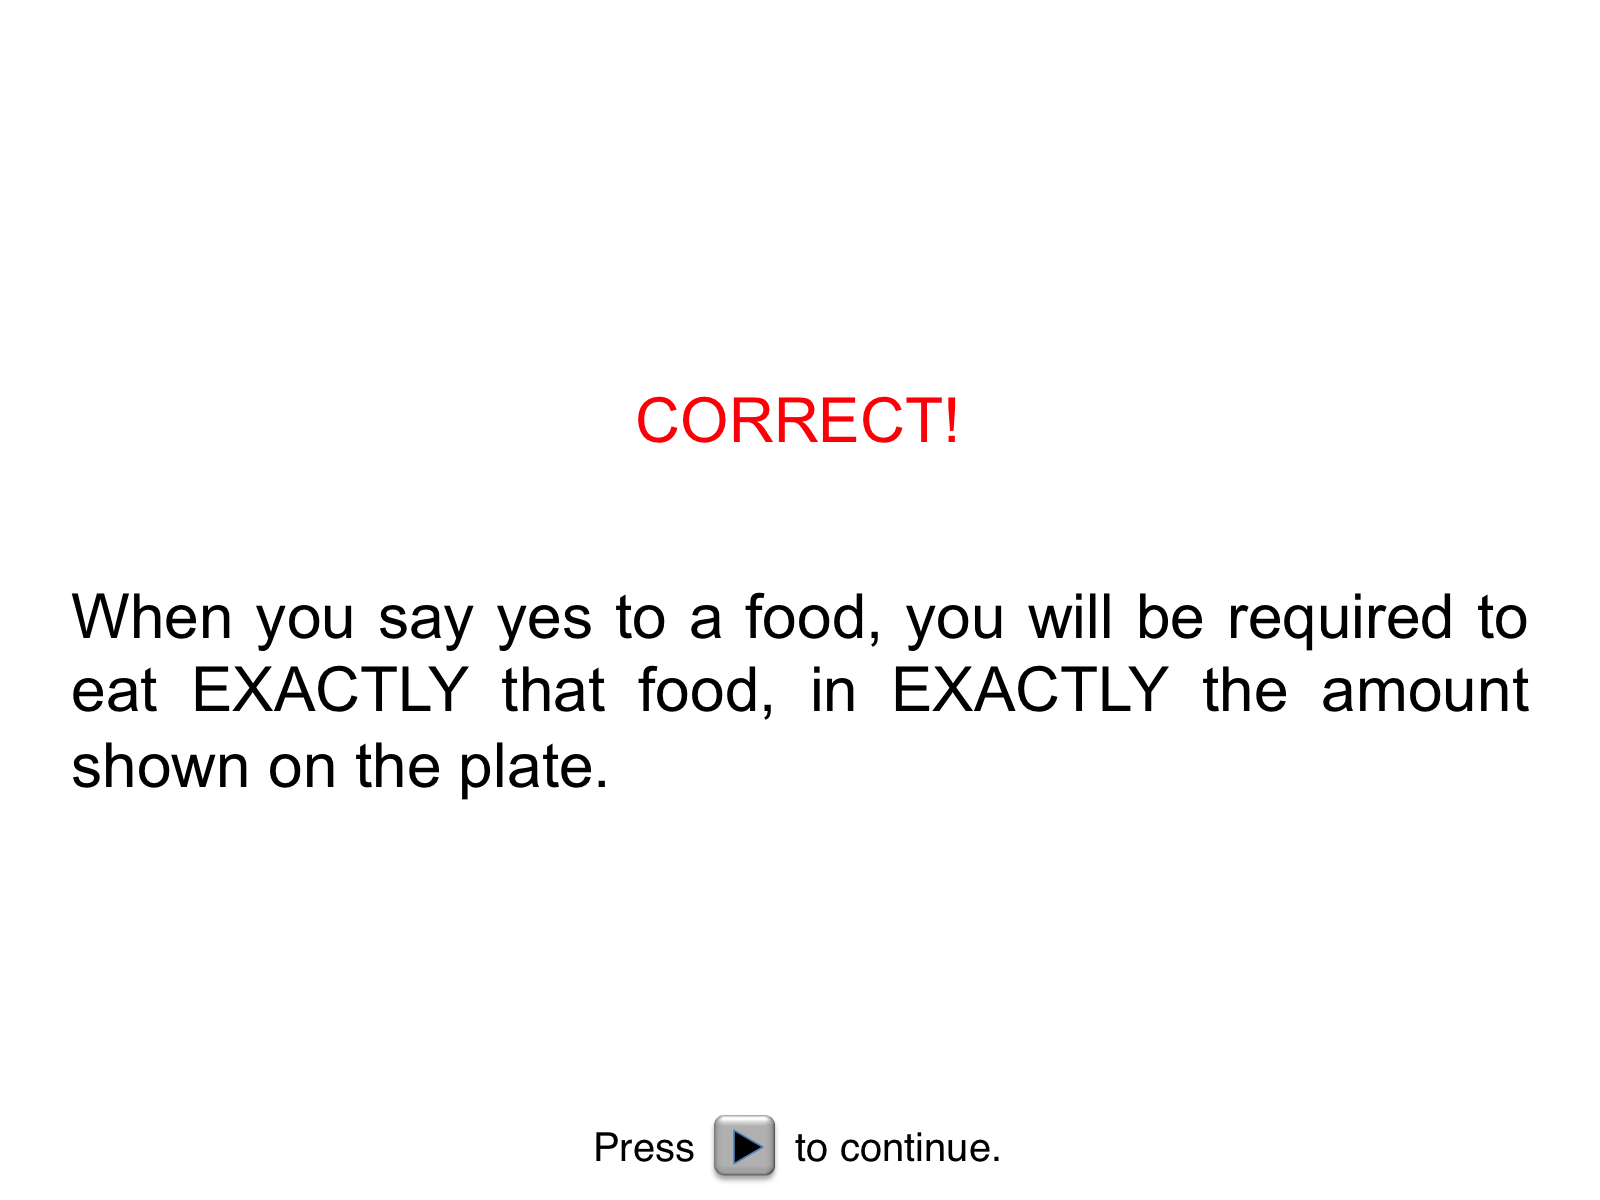 CORRECT!
When you say yes to a food, you will be required to
eat EXACTLY that food, in EXACTLY the amount
shown on the plate.
Press to continue.